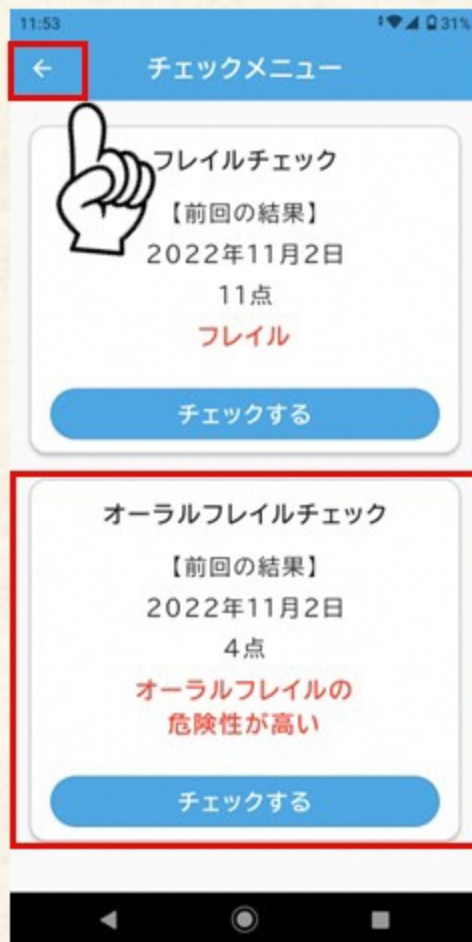 11:53
31%
チェックメニュー
フレイルチェック
【前回の結果】
2022年11月2日
11点
フレイル
チェックする
オーラルフレイルチェック
【前回の結果】
2022年11月2日
4点
オーラルフレイルの
危険性が高い
チェックする